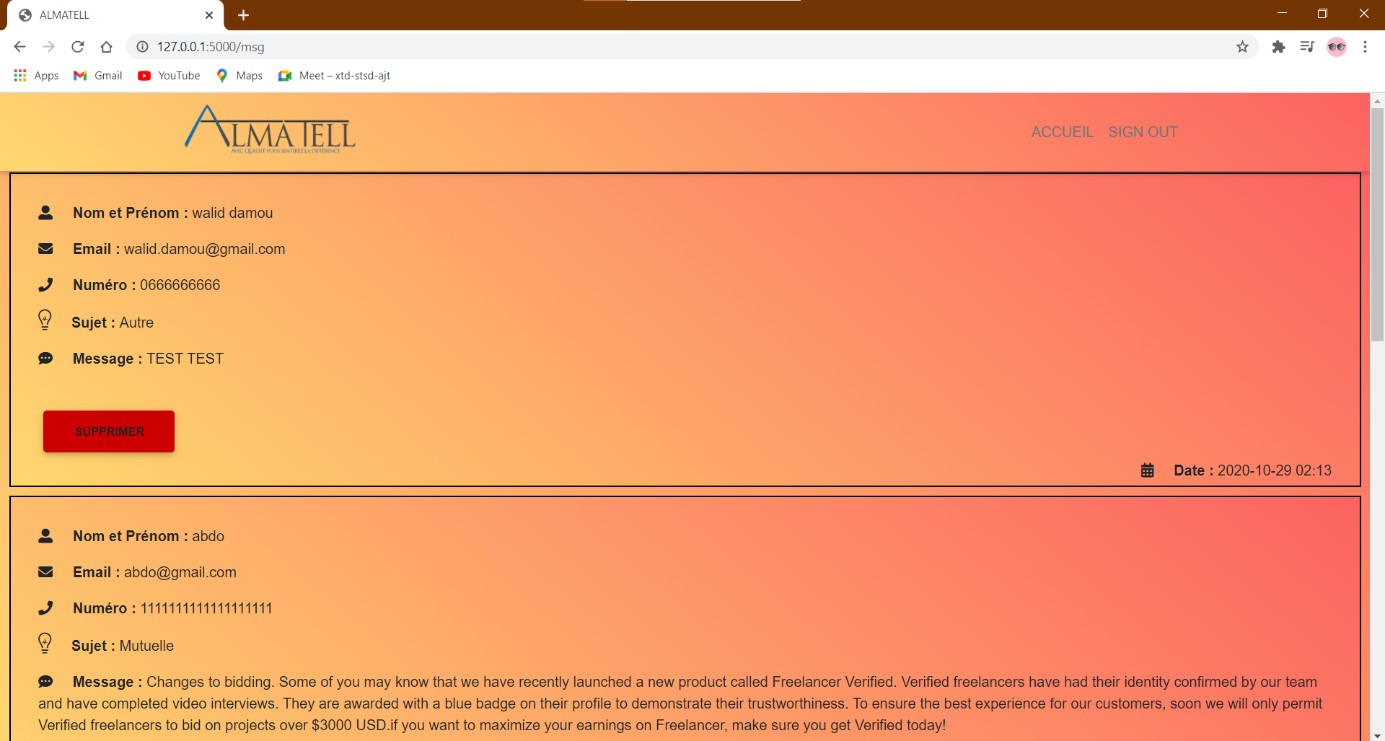 ALMATELL
127.0.0.1:5000/msg
Apps Gmail YouTube Maps Meet – xtd-stsd-ajt
ALMATELL
AVEC QUALITÉ VOUS SENTIREZ LA DIFFÉRENCE
ACCUEIL SIGN OUT
Nom et Prénom : walid damou
Email : walid.damou@gmail.com
Numéro : 0666666666
Sujet : Autre
Message : TEST TEST
SUPPRIMER
Date : 2020-10-29 02:13
Nom et Prénom : abdo
Email : abdo@gmail.com
Numéro : 1111111111111111111
Sujet : Mutuelle
Message : Changes to bidding. Some of you may know that we have recently launched a new product called Freelancer Verified. Verified freelancers have had their identity confirmed by our team
and have completed video interviews. They are awarded with a blue badge on their profile to demonstrate their trustworthiness. To ensure the best experience for our customers, soon we will only permit
Verified freelancers to bid on projects over $3000 USD.if you want to maximize your earnings on Freelancer, make sure you get Verified today!